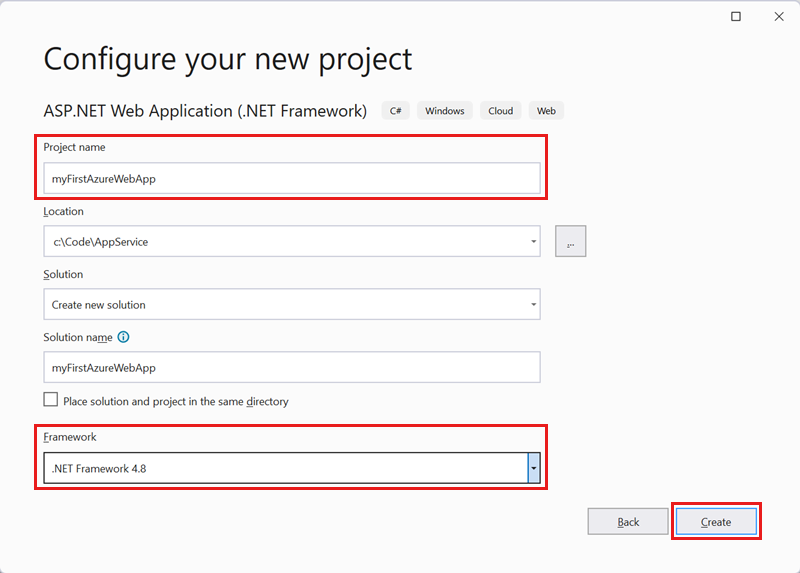 Configure your new project
ASP.NET Web Application (.NET Framework) C# Windows Cloud Web
Project name
myFirstAzureWebApp
Location
c:\Code\AppService
...
Solution
Create new solution
Solution name
myFirstAzureWebApp
Place solution and project in the same directory
Framework
.NET Framework 4.8
Back Create